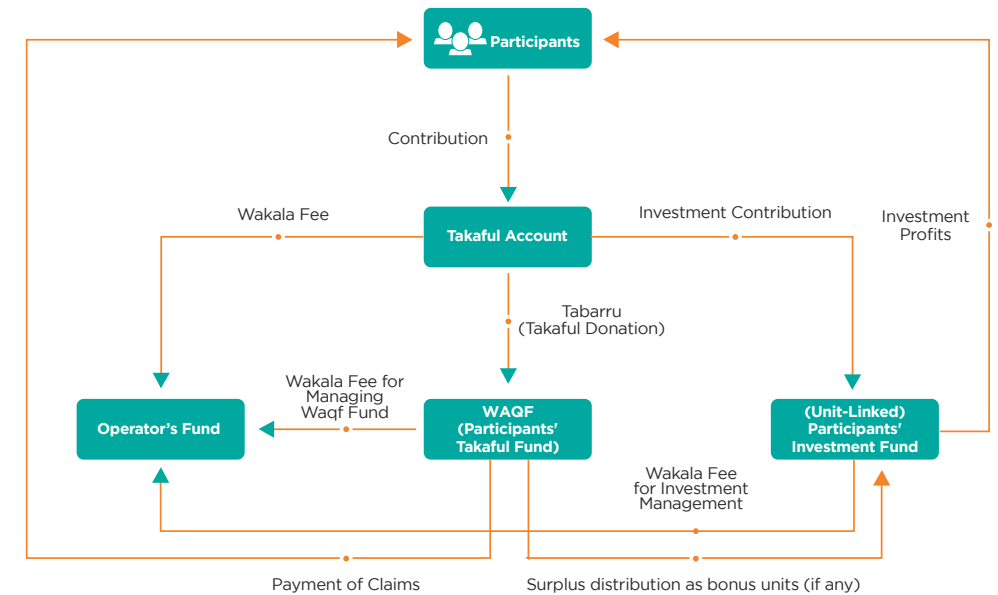 Participants
Contribution
Wakala Fee
Takaful Account
Investment Contribution
Investment
Profits
Tabarru
(Takaful Donation)
Wakala Fee for
Managing
Waqf Fund
Operator's Fund
WAQF
(Participants'
Takaful Fund)
(Unit-Linked)
Participants'
Investment Fund
Wakala Fee
for Investment
Management
Payment of Claims
Surplus distribution as bonus units (if any)